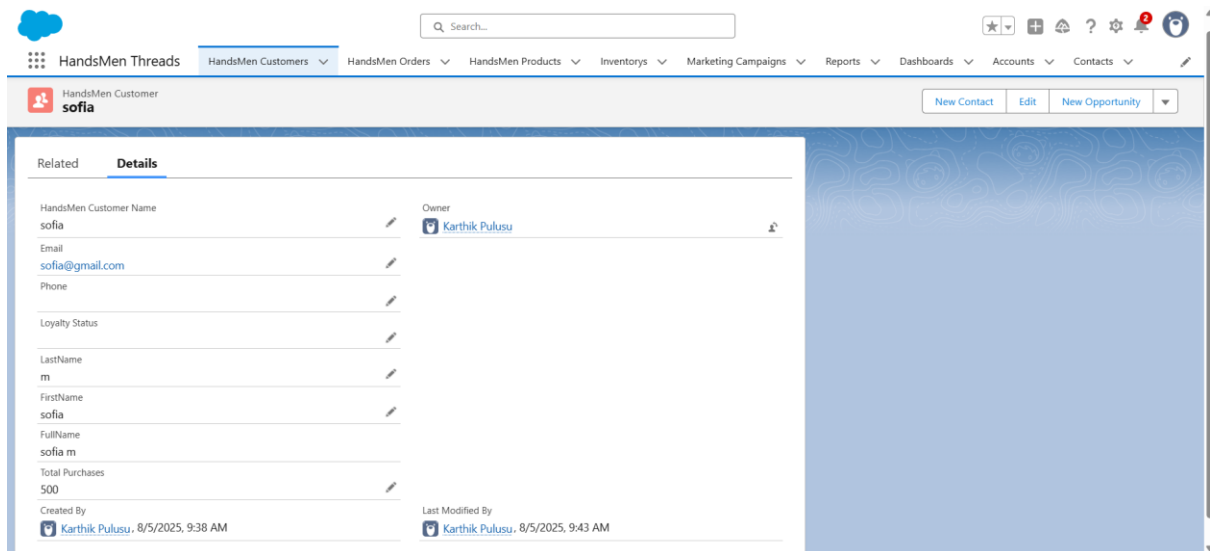 Search...
2
HandsMen Threads HandsMen Customers HandsMen Orders HandsMen Products Inventorys Marketing Campaigns Reports Dashboards Accounts Contacts
HandsMen Customer
sofia
New Contact Edit New Opportunity
Related Details
HandsMen Customer Name
sofia
Owner
Karthik Pulusu
Email
sofia@gmail.com
Phone
Loyalty Status
LastName
m
FirstName
sofia
FullName
sofia m
Total Purchases
500
Created By
Karthik Pulusu, 8/5/2025, 9:38 AM
Last Modified By
Karthik Pulusu, 8/5/2025, 9:43 AM